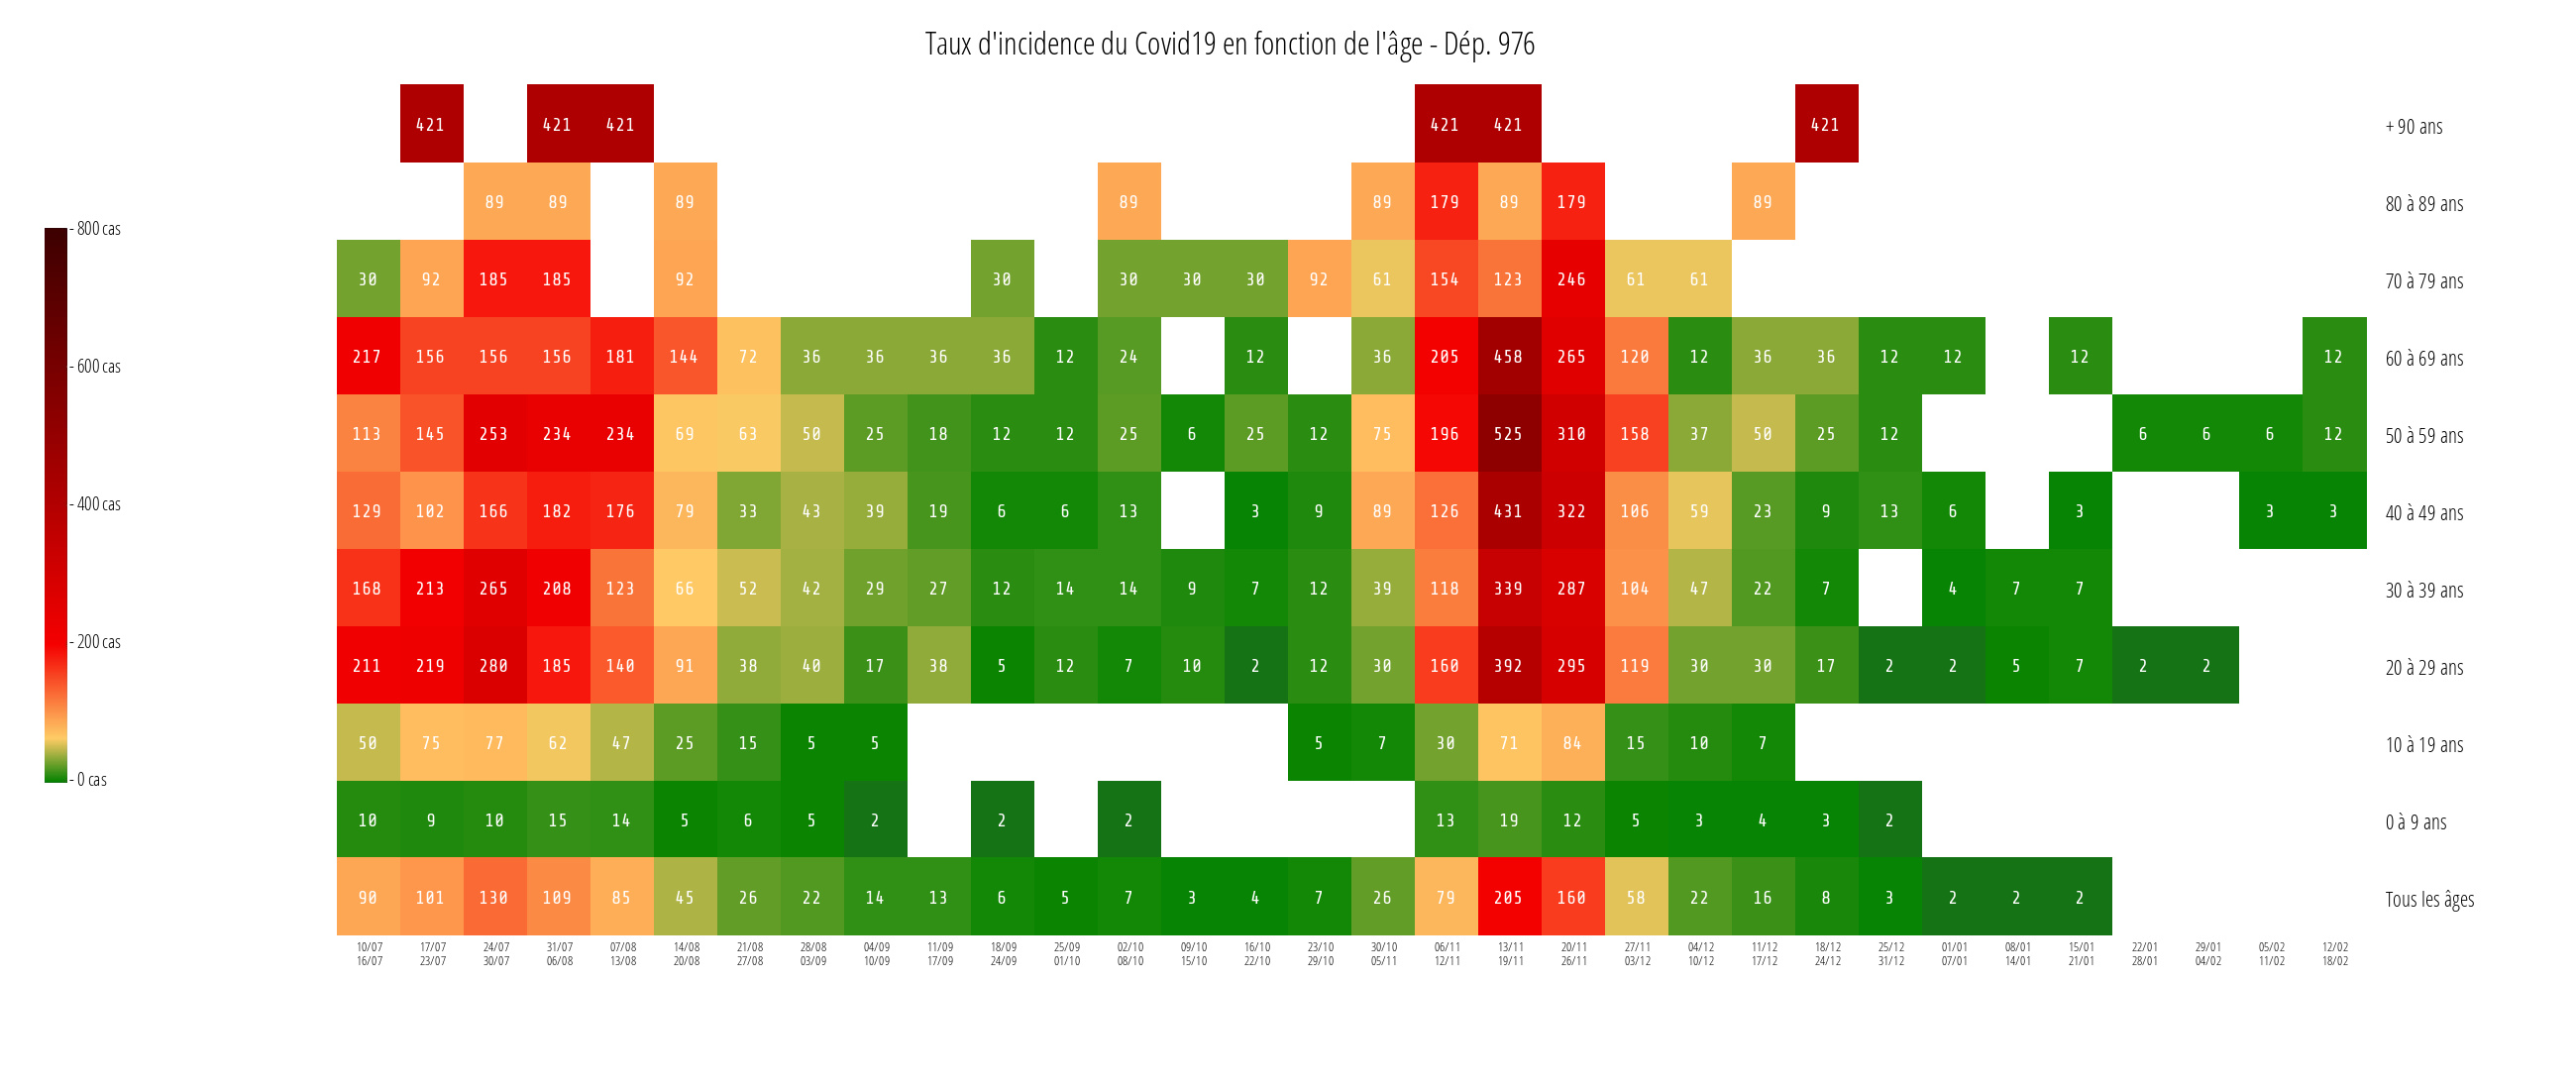 Taux d'incidence du Covid19 en fonction de l'âge - Dép. 976
421 421 421 421 421 421 + 90 ans
89 89 89 89 89 179 89 179 89 80 à 89 ans
- 800 cas
30 92 185 185 92 30 30 30 30 92 61 154 123 246 61 61 70 à 79 ans
217 156 156 156 181 144 72 36 36 36 36 12 24 12 36 205 458 265 120 12 36 36 12 12 12 12 60 à 69 ans
- 600 cas
113 145 253 234 234 69 63 50 25 18 12 12 25 6 25 12 75 196 525 310 158 37 50 25 12 6 6 6 12 50 à 59 ans
- 400 cas
129 102 166 182 176 79 33 43 39 19 6 6 13 3 9 89 126 431 322 106 59 23 9 13 6 3 3 3 40 à 49 ans
168 213 265 208 123 66 52 42 29 27 12 14 14 9 7 12 39 118 339 287 104 47 22 7 4 7 7 30 à 39 ans
- 200 cas
211 219 280 185 140 91 38 40 17 38 5 12 7 10 2 12 30 160 392 295 119 30 30 17 2 2 5 7 2 2 20 à 29 ans
50 75 77 62 47 25 15 5 5 5 7 30 71 84 15 10 7 10 à 19 ans
- 0 cas
10 9 10 15 14 5 6 5 2 2 2 13 19 12 5 3 4 3 2 0 à 9 ans
90 101 130 109 85 45 26 22 14 13 6 5 7 3 4 7 26 79 205 160 58 22 16 8 3 2 2 2 Tous les âges
10/07 17/07 24/07 31/07 07/08 14/08 21/08 28/08 04/09 11/09 18/09 25/09 02/10 09/10 16/10 23/10 30/10 06/11 13/11 20/11 27/11 04/12 11/12 18/12 25/12 01/01 08/01 15/01 22/01 29/01 05/02 12/02
16/07 23/07 30/07 06/08 13/08 20/08 27/08 03/09 10/09 17/09 24/09 01/10 08/10 15/10 22/10 29/10 05/11 12/11 19/11 26/11 03/12 10/12 17/12 24/12 31/12 07/01 14/01 21/01 28/01 04/02 11/02 18/02